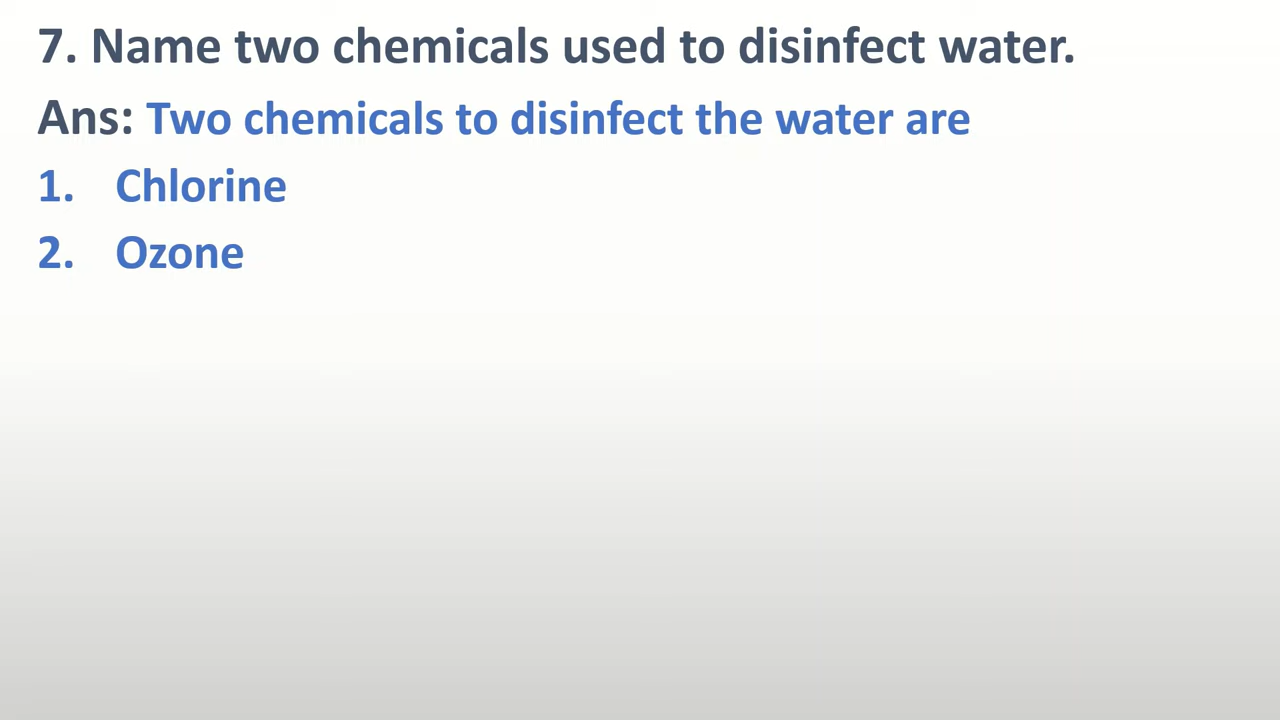 7. Name two chemicals used to disinfect water.
Ans: Two chemicals to disinfect the water are
1. Chlorine
2. Ozone